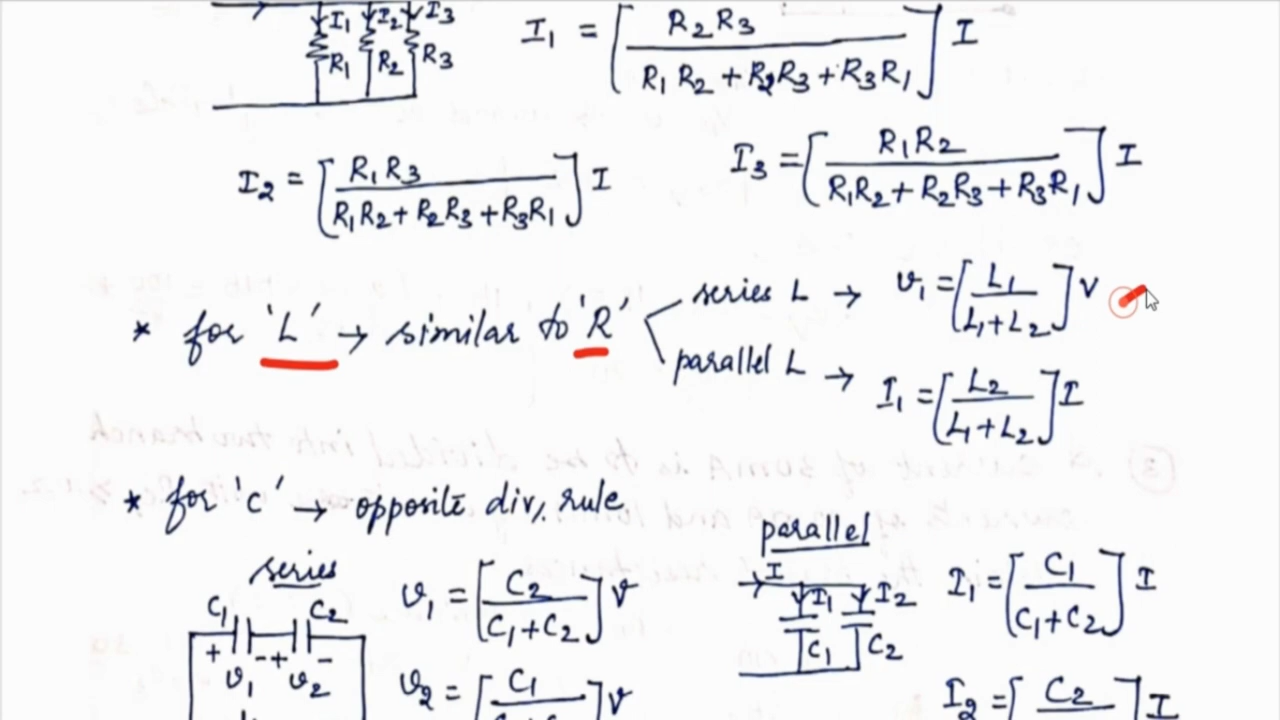 I₁ I₂ I₃
R₁ R₂ R₃
I₁ = [R₂R₃ / (R₁R₂ + R₂R₃ + R₃R₁)] I
I₂ = [R₁R₃ / (R₁R₂ + R₂R₃ + R₃R₁)] I
I₃ = [R₁R₂ / (R₁R₂ + R₂R₃ + R₃R₁)] I
* for 'L' → similar to 'R'
series L → v₁ = [L₁ / (L₁ + L₂)] V
parallel L → I₁ = [L₂ / (L₁ + L₂)] I
* for 'c' → opposite div. rule
series
C₁ C₂
+ - + -
v₁ v₂
v₁ = [C₂ / (C₁ + C₂)] V
v₂ = [C₁ / (C₁ + C₂)] V
parallel
I I₁ I₂
C₁ C₂
I₁ = [C₁ / (C₁ + C₂)] I
I₂ = [C₂ / ] I